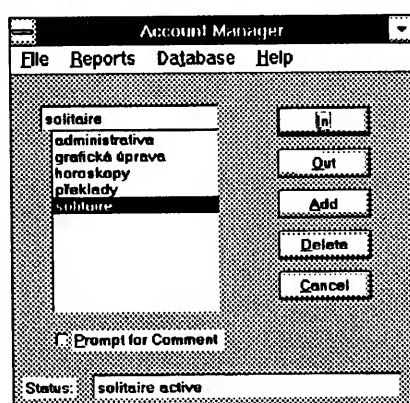 Account Manager
File Reports Database Help
solitaire
administrativa
grafická úprava
horoskopy
překlady
solitaire
In
Out
Add
Delete
Cancel
Prompt for Comment
Status: solitaire active